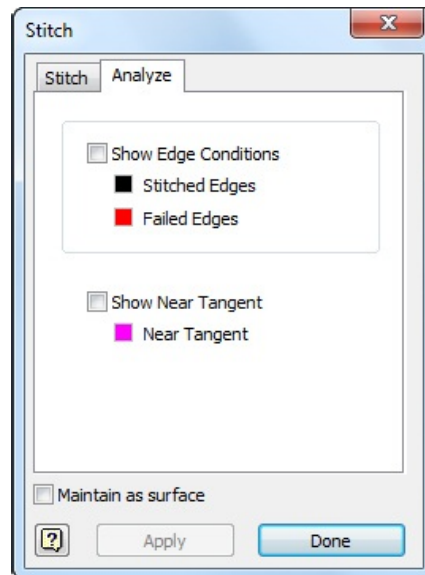 Stitch
Stitch Analyze
Show Edge Conditions
Stitched Edges
Failed Edges
Show Near Tangent
Near Tangent
Maintain as surface
? Apply Done